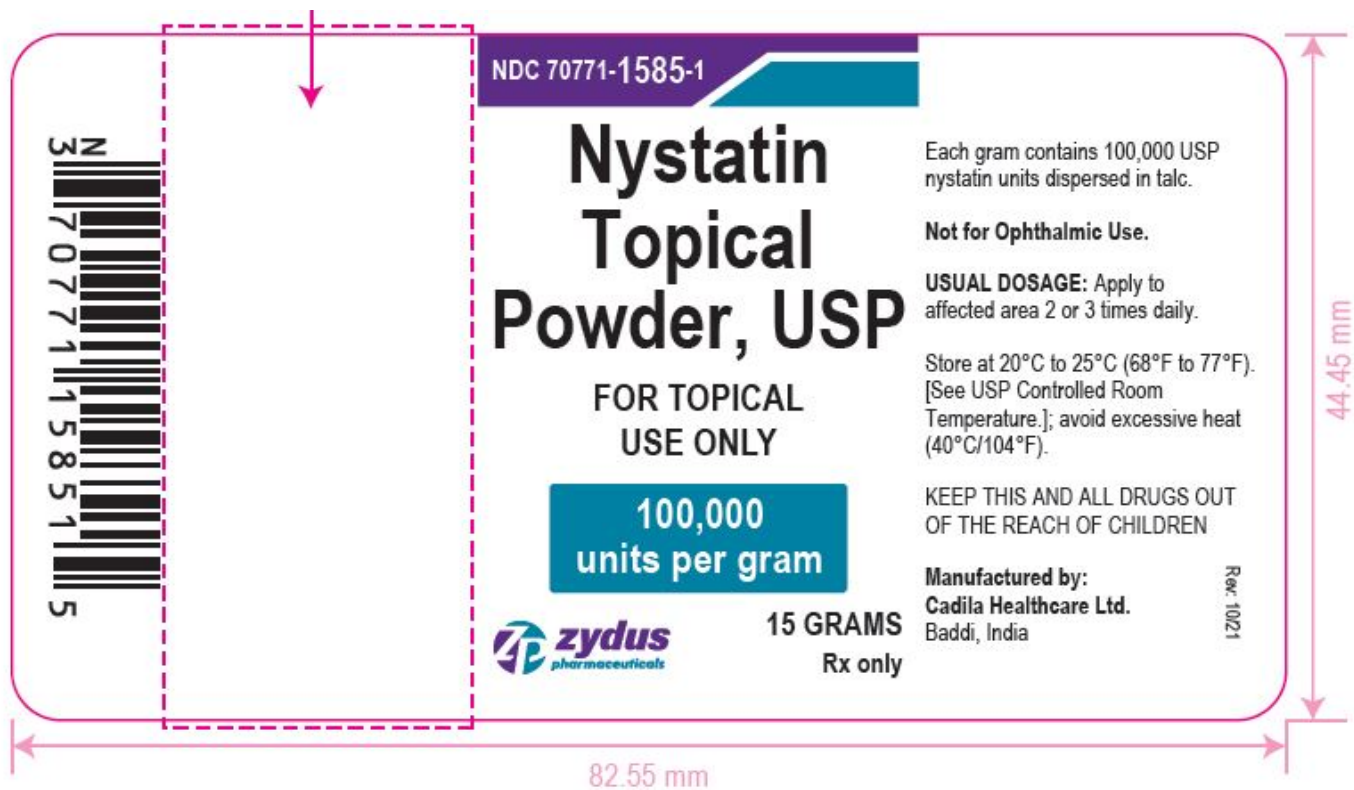 NDC 70771-1585-1
Nystatin
Topical
Powder, USP
FOR TOPICAL
USE ONLY
100,000
units per gram
zydus
pharmaceuticals
15 GRAMS
Rx only
Each gram contains 100,000 USP
nystatin units dispersed in talc.
Not for Ophthalmic Use.
USUAL DOSAGE: Apply to
affected area 2 or 3 times daily.
Store at 20°C to 25°C (68°F to 77°F).
[See USP Controlled Room
Temperature.]; avoid excessive heat
(40°C/104°F).
KEEP THIS AND ALL DRUGS OUT
OF THE REACH OF CHILDREN
Manufactured by:
Cadila Healthcare Ltd.
Baddi, India
Rev: 10/21
N
3 70771 15851 5
44.45 mm
82.55 mm